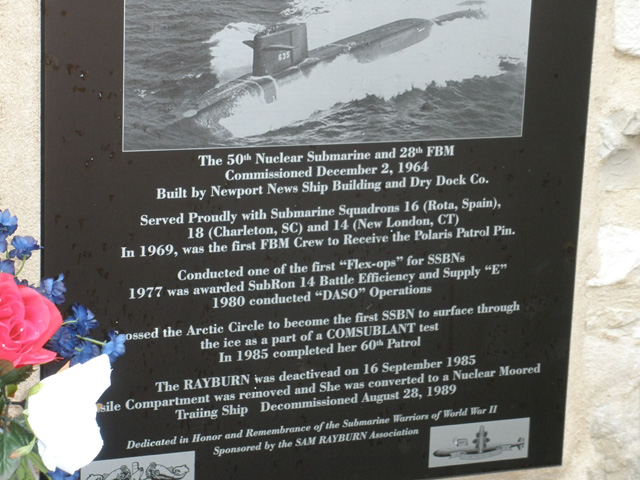 635
The 50th Nuclear Submarine and 28th FBM
Commissioned December 2, 1964
Built by Newport News Ship Building and Dry Dock Co.
Served Proudly with Submarine Squadrons 16 (Rota, Spain),
18 (Charleton, SC) and 14 (New London, CT)
In 1969, was the first FBM Crew to Receive the Polaris Patrol Pin.
Conducted one of the first "Flex-ops" for SSBNs
1977 was awarded SubRon 14 Battle Efficiency and Supply "E"
1980 conducted "DASO" Operations
ossed the Arctic Circle to become the first SSBN to surface through
the ice as a part of a COMSUBLANT test
In 1985 completed her 60th Patrol
The RAYBURN was deactivead on 16 September 1985
sile Compartment was removed and She was converted to a Nuclear Moored
Traiing Ship Decommissioned August 28, 1989
Dedicated in Honor and Remembrance of the Submarine Warriors of World War II
Sponsored by the SAM RAYBURN Association